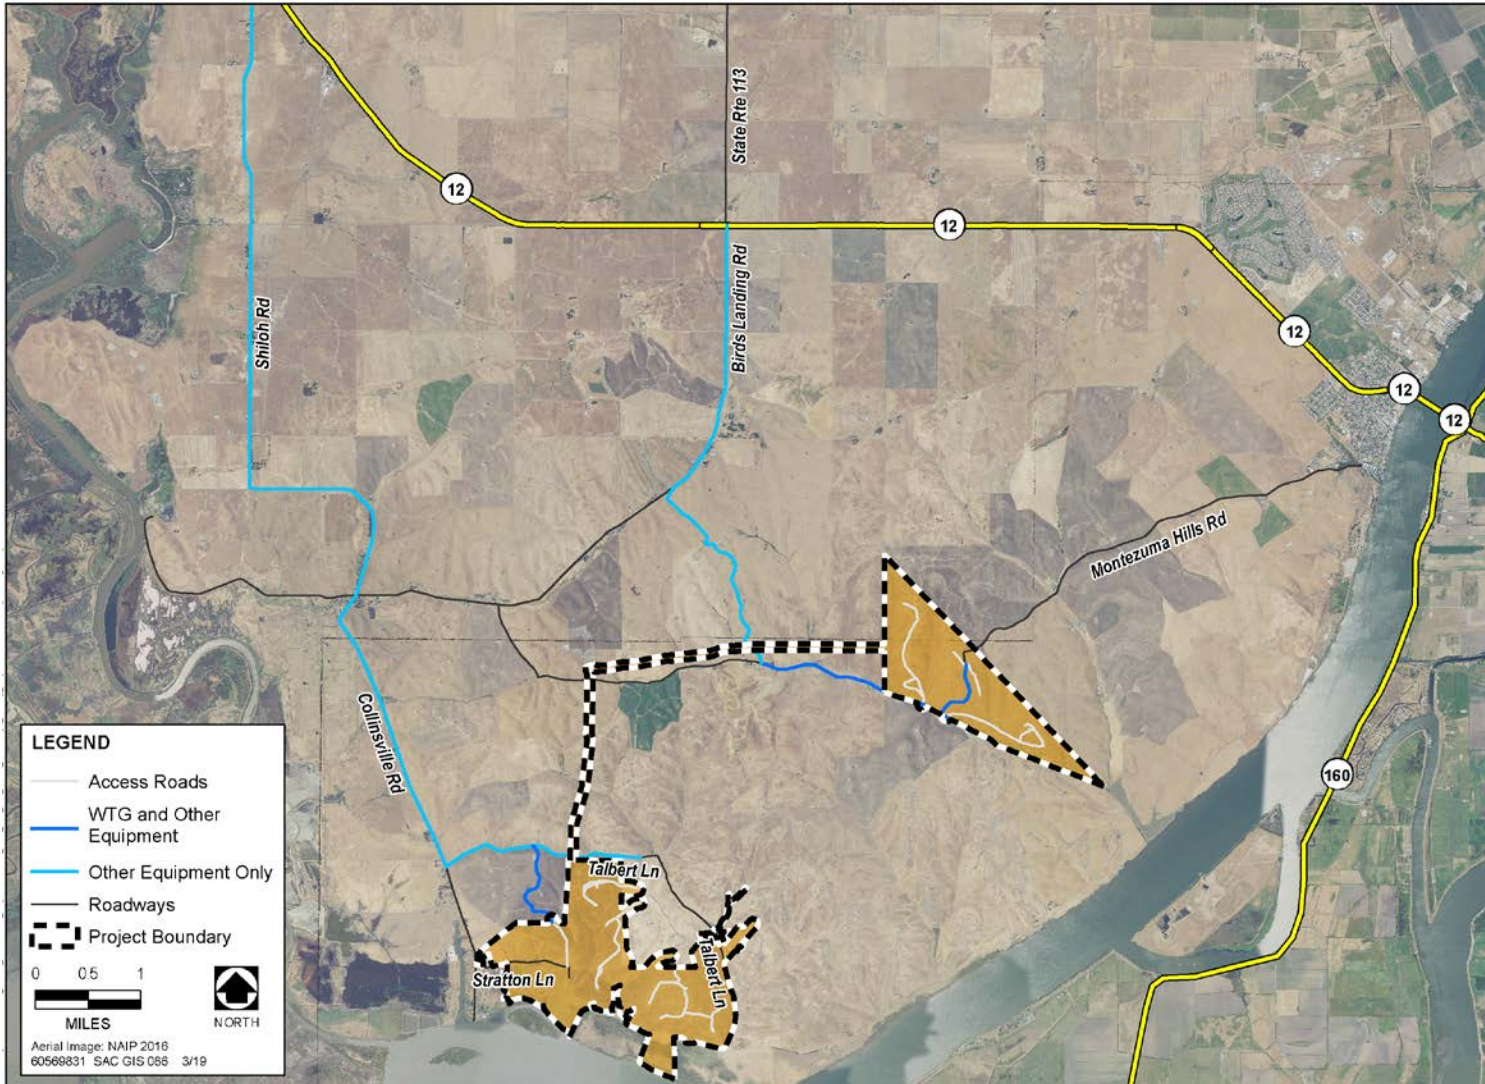 State Rte 113
12
12
Shiloh Rd
Birds Landing Rd
12
12
12
Montezuma Hills Rd
Collinsville Rd
160
Talbert Ln
Talbert Ln
Stratton Ln
LEGEND
Access Roads
WTG and Other
Equipment
Other Equipment Only
Roadways
Project Boundary
0 0.5 1
MILES
NORTH
Aerial Image: NAIP 2016
60569831 SAC GIS 086 3/19